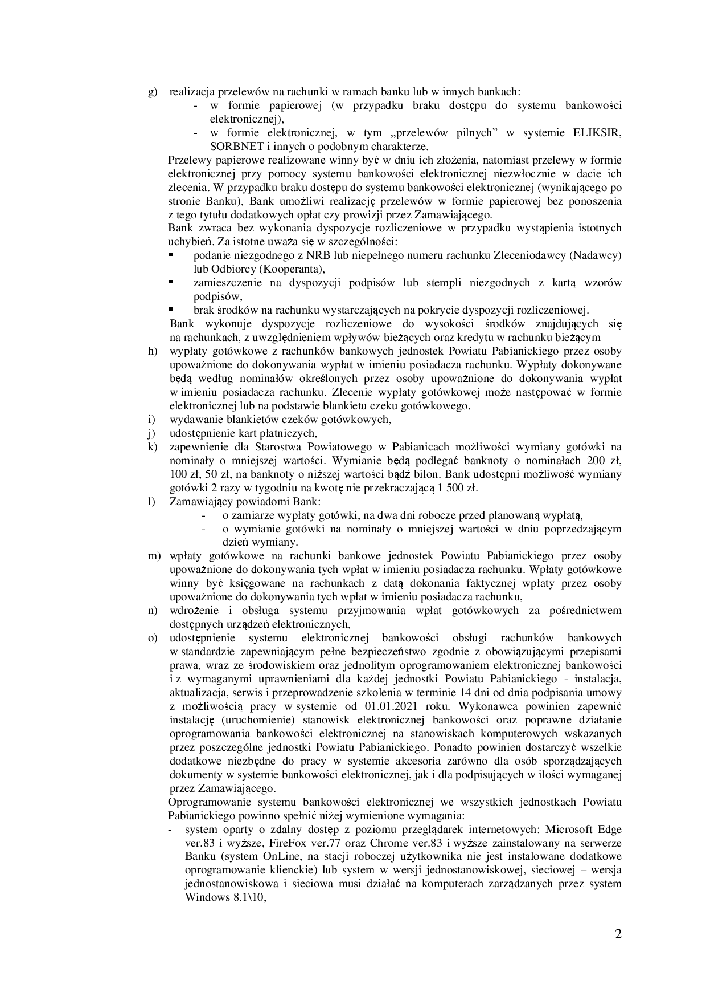 g) realizacja przelewów na rachunki w ramach banku lub w innych bankach:
- w formie papierowej (w przypadku braku dostępu do systemu bankowości
elektronicznej),
- w formie elektronicznej, w tym „przelewów pilnych” w systemie ELIKSIR,
SORBNET i innych o podobnym charakterze.
Przelewy papierowe realizowane winny być w dniu ich złożenia, natomiast przelewy w formie
elektronicznej przy pomocy systemu bankowości elektronicznej niezwłocznie w dacie ich
zlecenia. W przypadku braku dostępu do systemu bankowości elektronicznej (wynikającego po
stronie Banku), Bank umożliwi realizację przelewów w formie papierowej bez ponoszenia
z tego tytułu dodatkowych opłat czy prowizji przez Zamawiającego.
Bank zwraca bez wykonania dyspozycje rozliczeniowe w przypadku wystąpienia istotnych
uchybień. Za istotne uważa się w szczególności:
▪ podanie niezgodnego z NRB lub niepełnego numeru rachunku Zleceniodawcy (Nadawcy)
lub Odbiorcy (Kooperanta),
▪ zamieszczenie na dyspozycji podpisów lub stempli niezgodnych z kartą wzorów
podpisów,
▪ brak środków na rachunku wystarczających na pokrycie dyspozycji rozliczeniowej.
Bank wykonuje dyspozycje rozliczeniowe do wysokości środków znajdujących się
na rachunkach, z uwzględnieniem wpływów bieżących oraz kredytu w rachunku bieżącym
h) wypłaty gotówkowe z rachunków bankowych jednostek Powiatu Pabianickiego przez osoby
upoważnione do dokonywania wypłat w imieniu posiadacza rachunku. Wypłaty dokonywane
będą według nominałów określonych przez osoby upoważnione do dokonywania wypłat
w imieniu posiadacza rachunku. Zlecenie wypłaty gotówkowej może następować w formie
elektronicznej lub na podstawie blankietu czeku gotówkowego.
i) wydawanie blankietów czeków gotówkowych,
j) udostępnienie kart płatniczych,
k) zapewnienie dla Starostwa Powiatowego w Pabianicach możliwości wymiany gotówki na
nominały o mniejszej wartości. Wymianie będą podlegać banknoty o nominałach 200 zł,
100 zł, 50 zł, na banknoty o niższej wartości bądź bilon. Bank udostępni możliwość wymiany
gotówki 2 razy w tygodniu na kwotę nie przekraczającą 1 500 zł.
l) Zamawiający powiadomi Bank:
- o zamiarze wypłaty gotówki, na dwa dni robocze przed planowaną wypłatą,
- o wymianie gotówki na nominały o mniejszej wartości w dniu poprzedzającym
dzień wymiany.
m) wpłaty gotówkowe na rachunki bankowe jednostek Powiatu Pabianickiego przez osoby
upoważnione do dokonywania tych wpłat w imieniu posiadacza rachunku. Wpłaty gotówkowe
winny być księgowane na rachunkach z datą dokonania faktycznej wpłaty przez osoby
upoważnione do dokonywania tych wpłat w imieniu posiadacza rachunku,
n) wdrożenie i obsługa systemu przyjmowania wpłat gotówkowych za pośrednictwem
dostępnych urządzeń elektronicznych,
o) udostępnienie systemu elektronicznej bankowości obsługi rachunków bankowych
w standardzie zapewniającym pełne bezpieczeństwo zgodnie z obowiązującymi przepisami
prawa, wraz ze środowiskiem oraz jednolitym oprogramowaniem elektronicznej bankowości
i z wymaganymi uprawnieniami dla każdej jednostki Powiatu Pabianickiego - instalacja,
aktualizacja, serwis i przeprowadzenie szkolenia w terminie 14 dni od dnia podpisania umowy
z możliwością pracy w systemie od 01.01.2021 roku. Wykonawca powinien zapewnić
instalację (uruchomienie) stanowisk elektronicznej bankowości oraz poprawne działanie
oprogramowania bankowości elektronicznej na stanowiskach komputerowych wskazanych
przez poszczególne jednostki Powiatu Pabianickiego. Ponadto powinien dostarczyć wszelkie
dodatkowe niezbędne do pracy w systemie akcesoria zarówno dla osób sporządzających
dokumenty w systemie bankowości elektronicznej, jak i dla podpisujących w ilości wymaganej
przez Zamawiającego.
Oprogramowanie systemu bankowości elektronicznej we wszystkich jednostkach Powiatu
Pabianickiego powinno spełnić niżej wymienione wymagania:
- system oparty o zdalny dostęp z poziomu przeglądarek internetowych: Microsoft Edge
ver.83 i wyższe, FireFox ver.77 oraz Chrome ver.83 i wyższe zainstalowany na serwerze
Banku (system OnLine, na stacji roboczej użytkownika nie jest instalowane dodatkowe
oprogramowanie klienckie) lub system w wersji jednostanowiskowej, sieciowej – wersja
jednostanowiskowa i sieciowa musi działać na komputerach zarządzanych przez system
Windows 8.1\10,
2